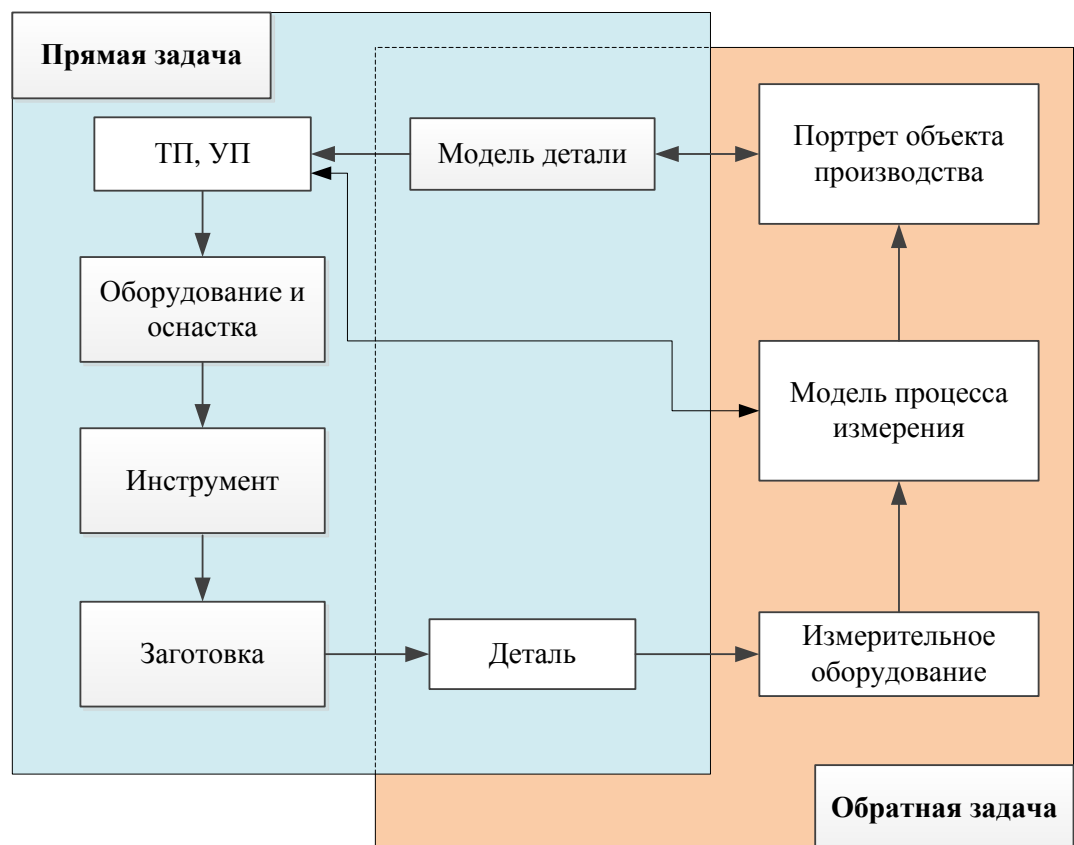 Прямая задача
ТП, УП
Модель детали
Портрет объекта
производства
Оборудование и
оснастка
Модель процесса
измерения
Инструмент
Заготовка
Деталь
Измерительное
оборудование
Обратная задача